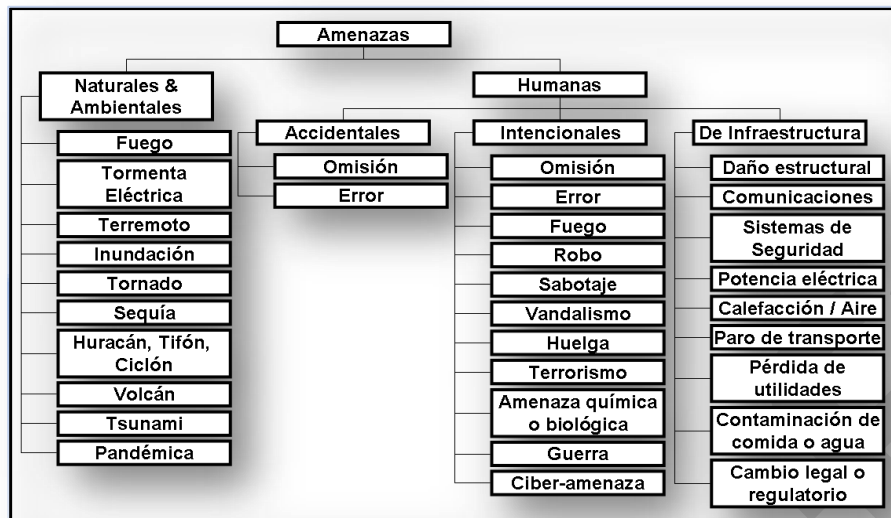 Amenazas
Naturales &
Ambientales
Fuego
Tormenta
Eléctrica
Terremoto
Inundación
Tornado
Sequía
Huracán, Tifón,
Ciclón
Volcán
Tsunami
Pandémica
Humanas
Accidentales
Omisión
Error
Intencionales
Omisión
Error
Fuego
Robo
Sabotaje
Vandalismo
Huelga
Terrorismo
Amenaza química
o biológica
Guerra
Ciber-amenaza
De Infraestructura
Daño estructural
Comunicaciones
Sistemas de
Seguridad
Potencia eléctrica
Calefacción / Aire
Paro de transporte
Pérdida de
utilidades
Contaminación de
comida o agua
Cambio legal o
regulatorio